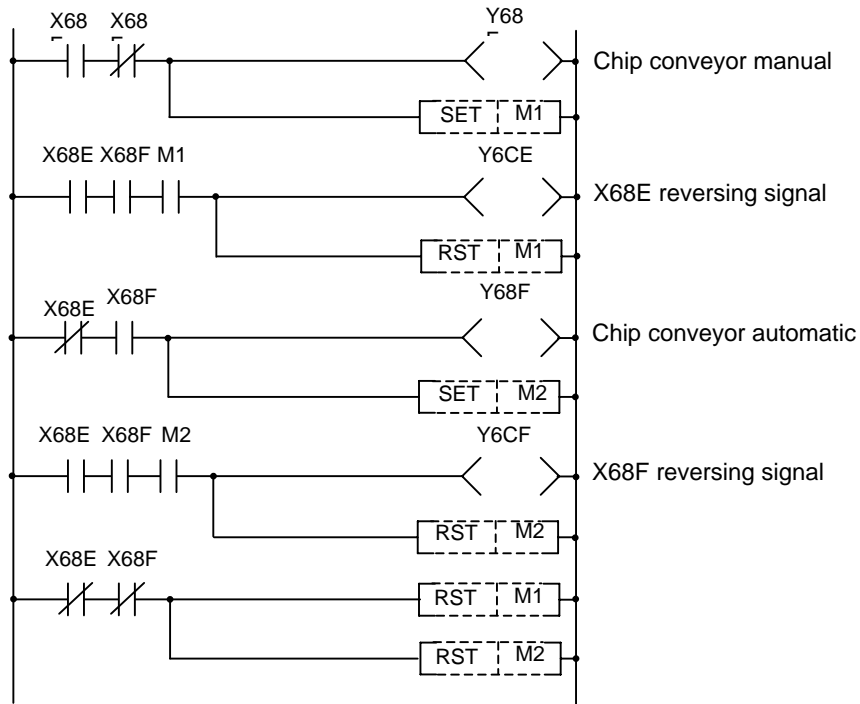 X68 X68 Y68
Chip conveyor manual
SET M1
X68E X68F M1 Y6CE
X68E reversing signal
RST M1
X68E X68F Y68F
Chip conveyor automatic
SET M2
X68E X68F M2 Y6CF
X68F reversing signal
RST M2
X68E X68F
RST M1
RST M2